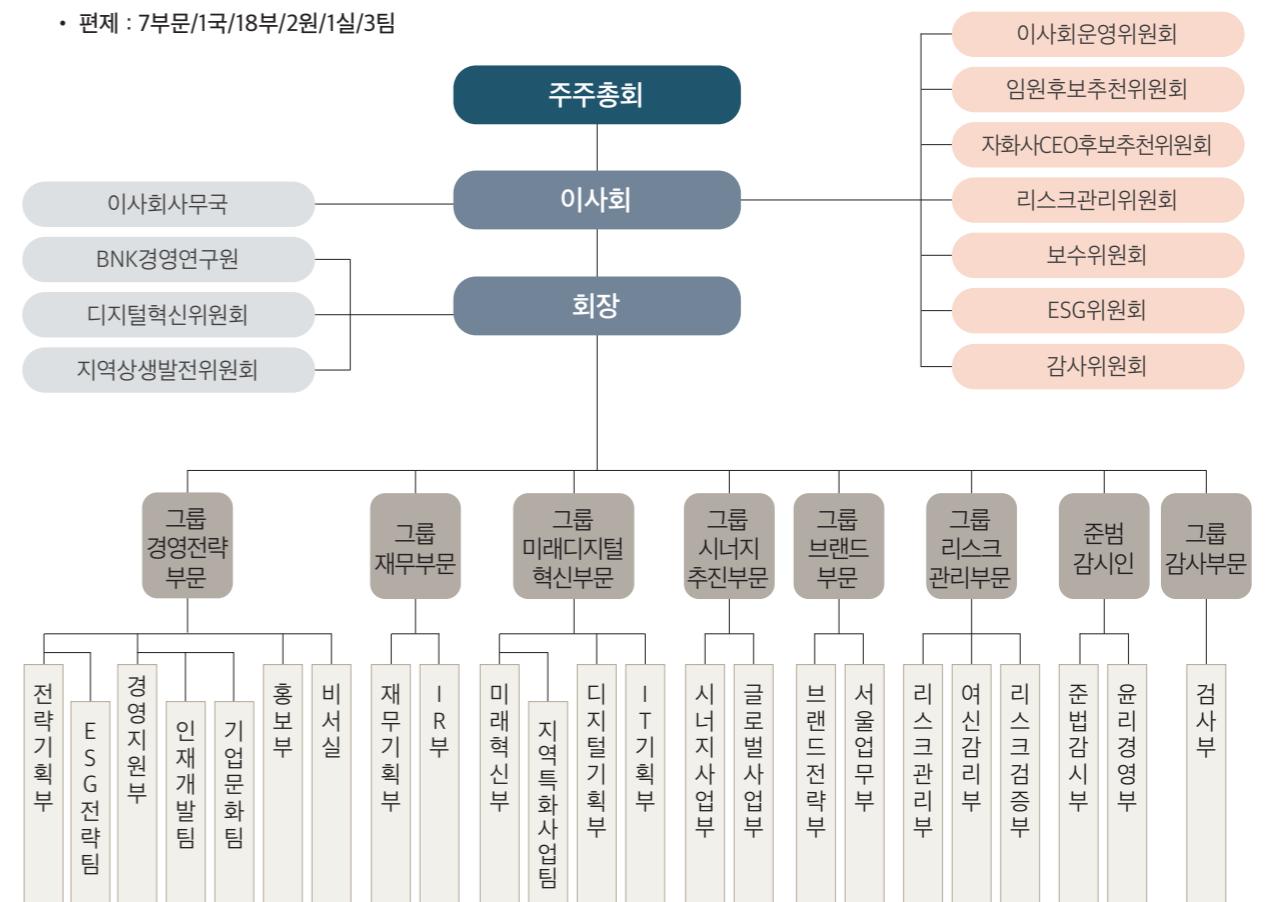 • 편제 : 7부문/1국/18부/2원/1실/3팀
주주총회
이사회
회장
이사회사무국
BNK경영연구원
디지털혁신위원회
지역상생발전위원회
이사회운영위원회
임원후보추천위원회
자화사CEO후보추천위원회
리스크관리위원회
보수위원회
ESG위원회
감사위원회
그룹
경영전략
부문
그룹
재무부문
그룹
미래디지털
혁신부문
그룹
시너지
추진부문
그룹
브랜드
부문
그룹
리스크
관리부문
준범
감시인
그룹
감사부문
전략기획부
ESG전략팀
경영지원부
인재개발팀
기업문화팀
홍보부
비서실
재무기획부
IR부
미래혁신부
지역특화사업팀
디지털기획부
IT기획부
시너지사업부
글로벌사업부
브랜드전략부
서울업무부
리스크관리부
여신감리부
리스크검증부
준법감시부
윤리경영부
검사부